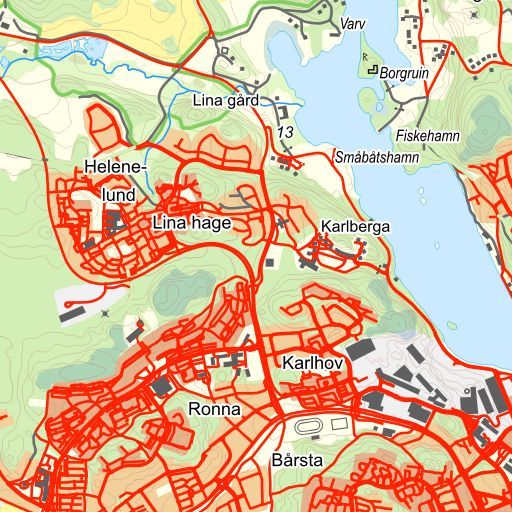 Varv
Borgruin
Lina gård
13
Fiskehamn
Småbåtshamn
Helene-
lund
Lina hage
Karlberga
Karlhov
Ronna
Bårsta